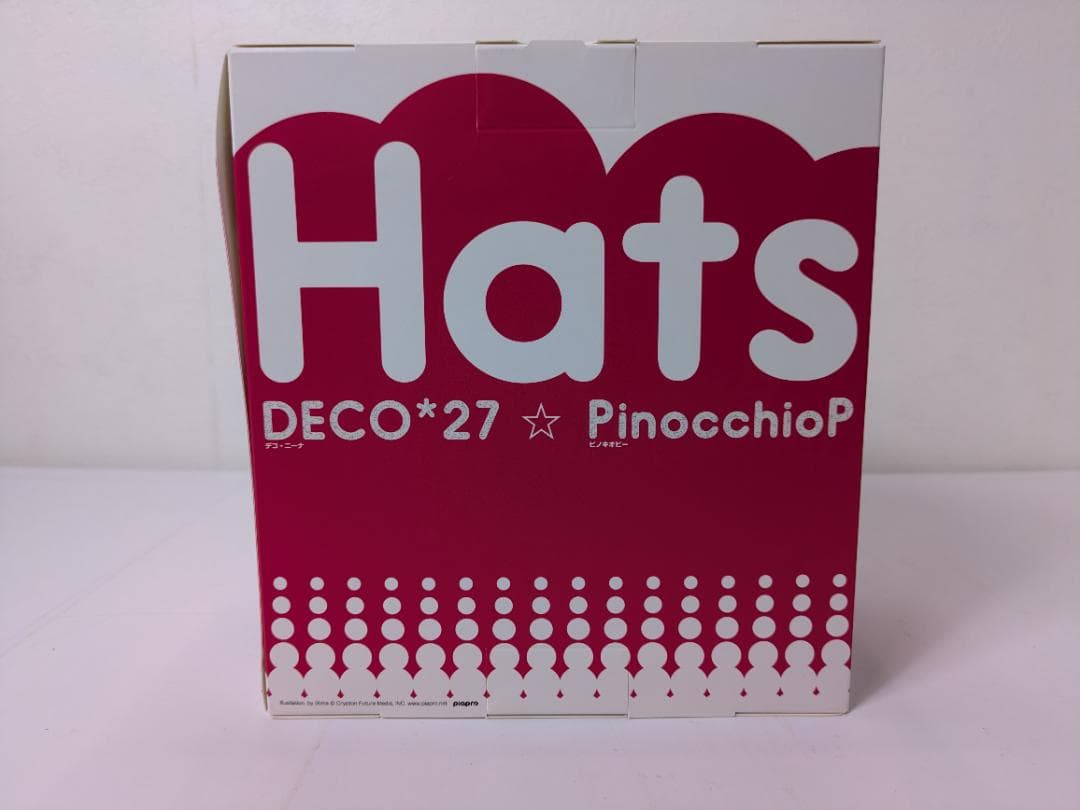 Hats
DECO*27 ☆ PinocchioP
デコ・ニーナ ピノキオピー
Illustration by © Crypton Future Media, INC. www.piapro.net piapro